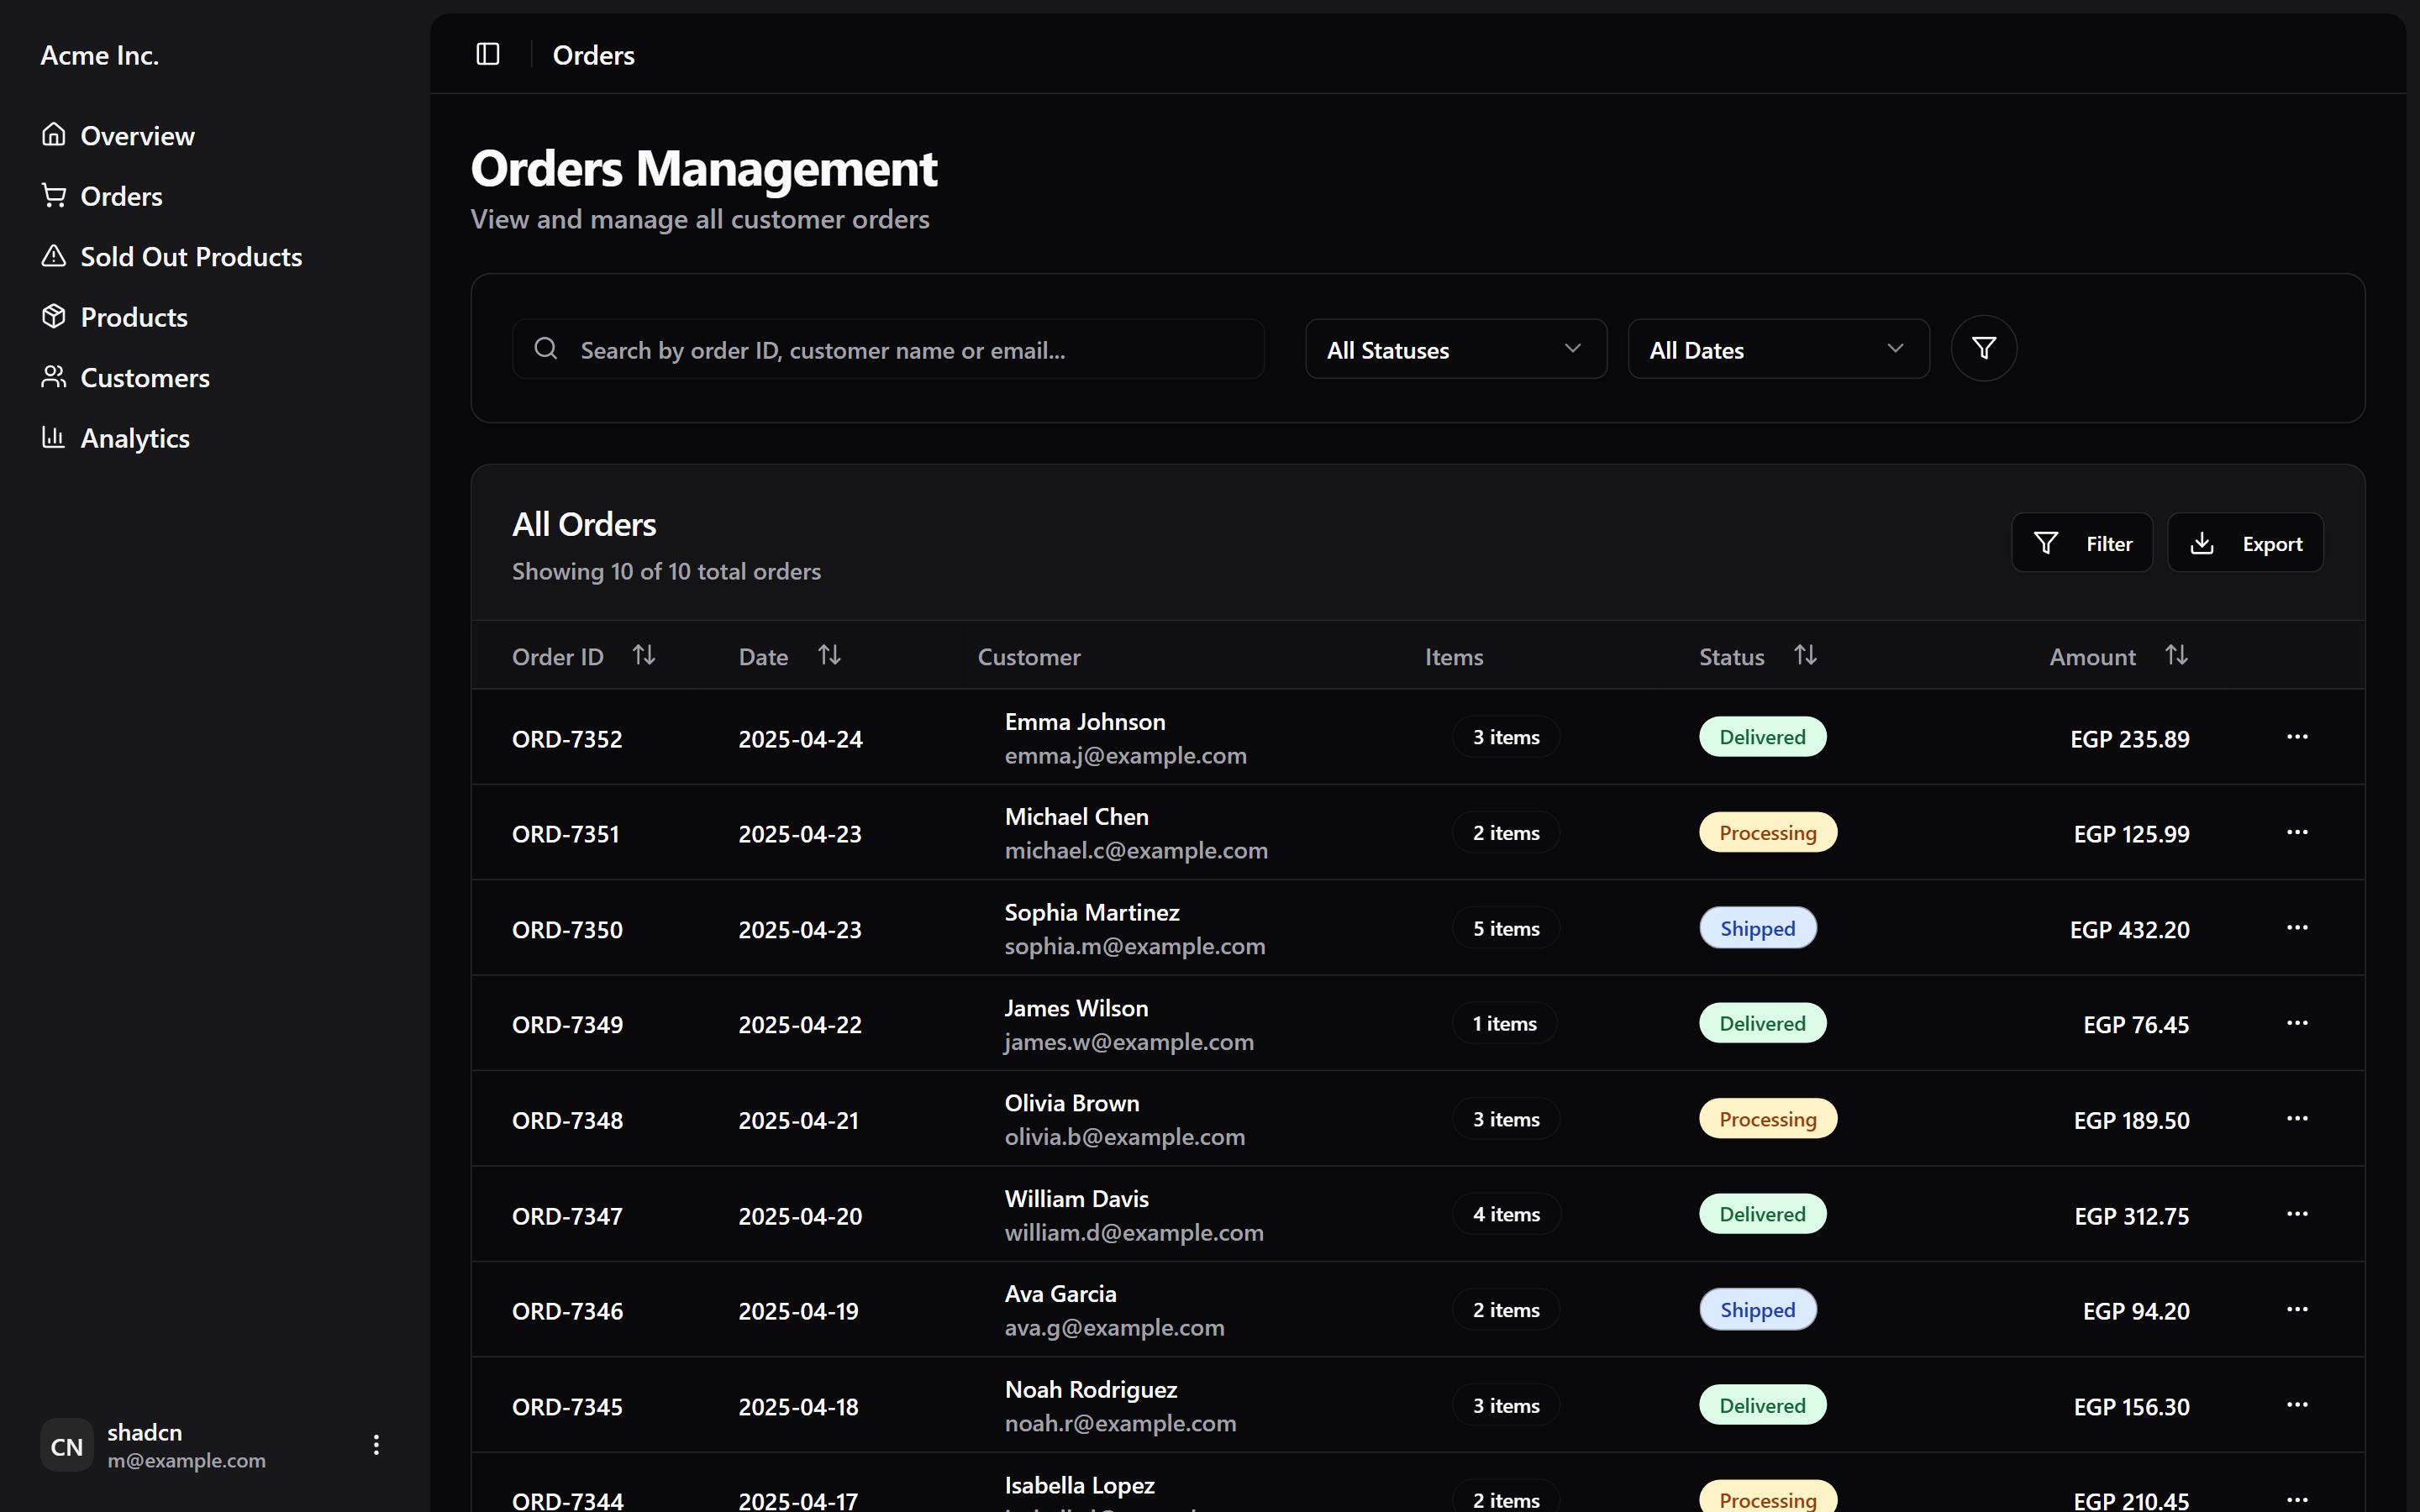 Acme Inc.
Overview
Orders
Sold Out Products
Products
Customers
Analytics
shadcn
m@example.com
CN
Orders
Orders Management
View and manage all customer orders
Search by order ID, customer name or email...
All Statuses
All Dates
All Orders
Showing 10 of 10 total orders
Filter
Export
Order ID Date Customer Items Status Amount
ORD-7352 2025-04-24 Emma Johnson 3 items Delivered EGP 235.89
emma.j@example.com
ORD-7351 2025-04-23 Michael Chen 2 items Processing EGP 125.99
michael.c@example.com
ORD-7350 2025-04-23 Sophia Martinez 5 items Shipped EGP 432.20
sophia.m@example.com
ORD-7349 2025-04-22 James Wilson 1 items Delivered EGP 76.45
james.w@example.com
ORD-7348 2025-04-21 Olivia Brown 3 items Processing EGP 189.50
olivia.b@example.com
ORD-7347 2025-04-20 William Davis 4 items Delivered EGP 312.75
william.d@example.com
ORD-7346 2025-04-19 Ava Garcia 2 items Shipped EGP 94.20
ava.g@example.com
ORD-7345 2025-04-18 Noah Rodriguez 3 items Delivered EGP 156.30
noah.r@example.com
ORD-7344 2025-04-17 Isabella Lopez 2 items Processing EGP 210.45